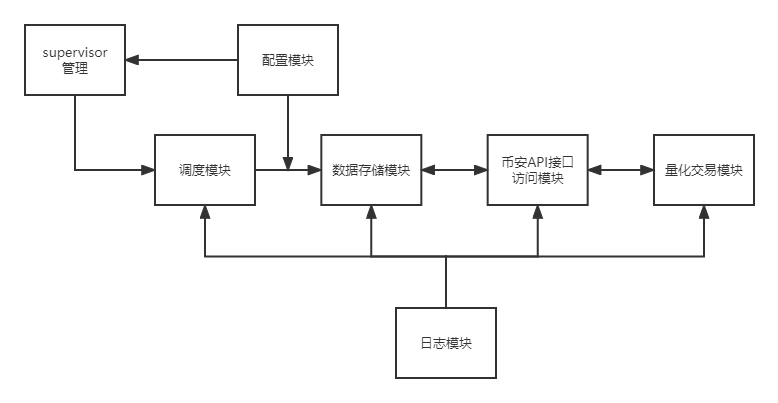 supervisor
管理
配置模块
调度模块
数据存储模块
币安API接口
访问模块
量化交易模块
日志模块